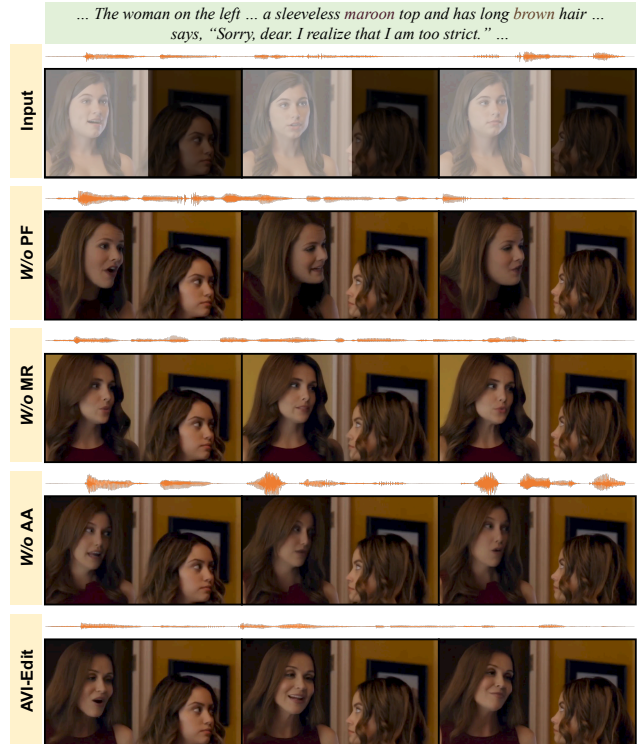 ... The woman on the left ... a sleeveless maroon top and has long brown hair ...
says, “Sorry, dear. I realize that I am too strict.” ...
Input
W/o PF
W/o MR
W/o AA
AVI-Edit